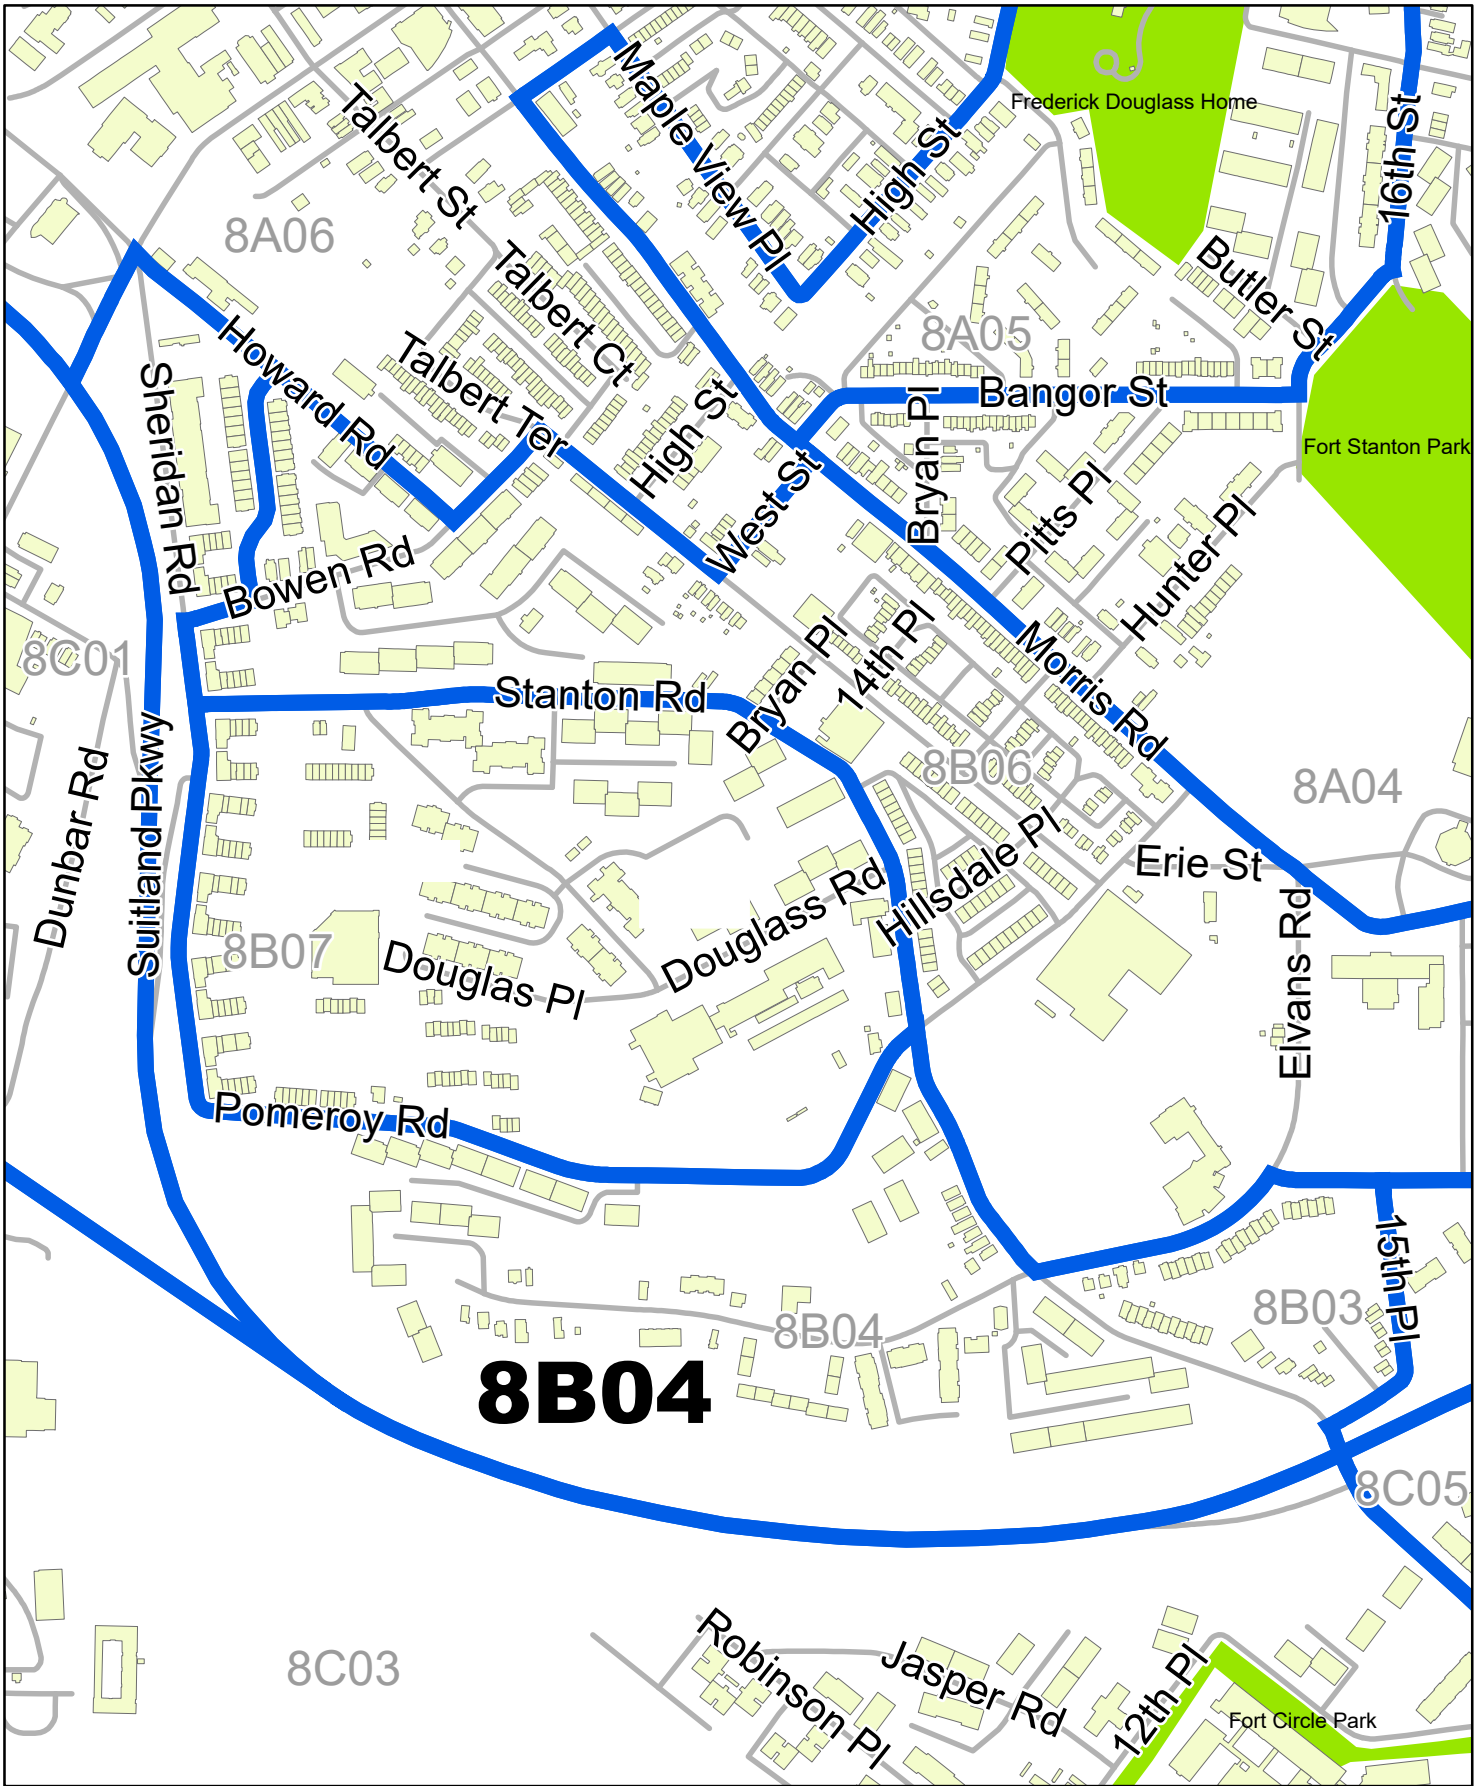 Maple View Pl
Frederick Douglass Home
Talbert St
High St
16th St
8A06
Butler St
Talbert Ct
Howard Rd
8A05
Talbert Ter
Sheridan Rd
High St
Bryan Pl
Bangor St
Fort Stanton Park
West St
Pitts Pl
Hunter Pl
Bowen Rd
8C01
Bryan Pl
14th Pl
Morris Rd
Stanton Rd
Dunbar Rd
Suitland Pkwy
8B06
8A04
Hillsdale Pl
Erie St
Elvans Rd
8B07
Douglas Pl
Douglass Rd
Pomeroy Rd
15th Pl
8B03
8B04
8B04
8C05
8C03
Robinson Pl
Jasper Rd
12th Pl
Fort Circle Park